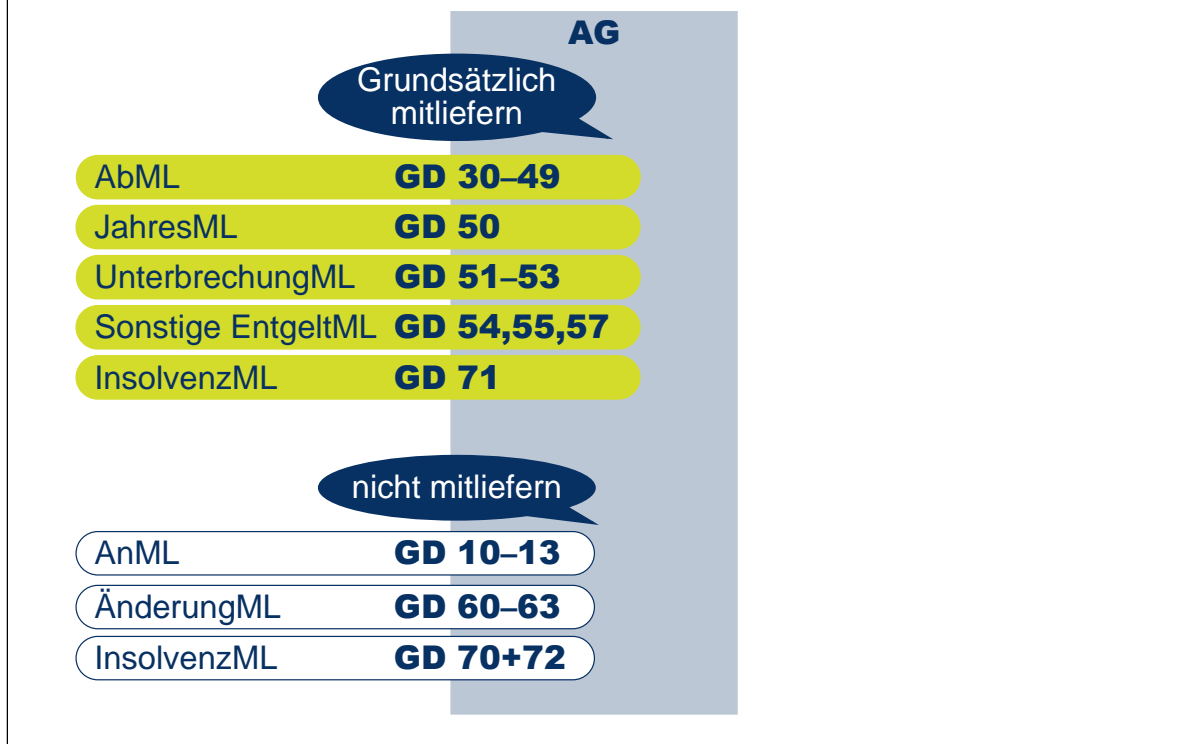 AG
Grundsätzlich
mitliefern
AbML GD 30–49
JahresML GD 50
UnterbrechungML GD 51–53
Sonstige EntgeltML GD 54,55,57
InsolvenzML GD 71
nicht mitliefern
AnML GD 10–13
ÄnderungML GD 60–63
InsolvenzML GD 70+72